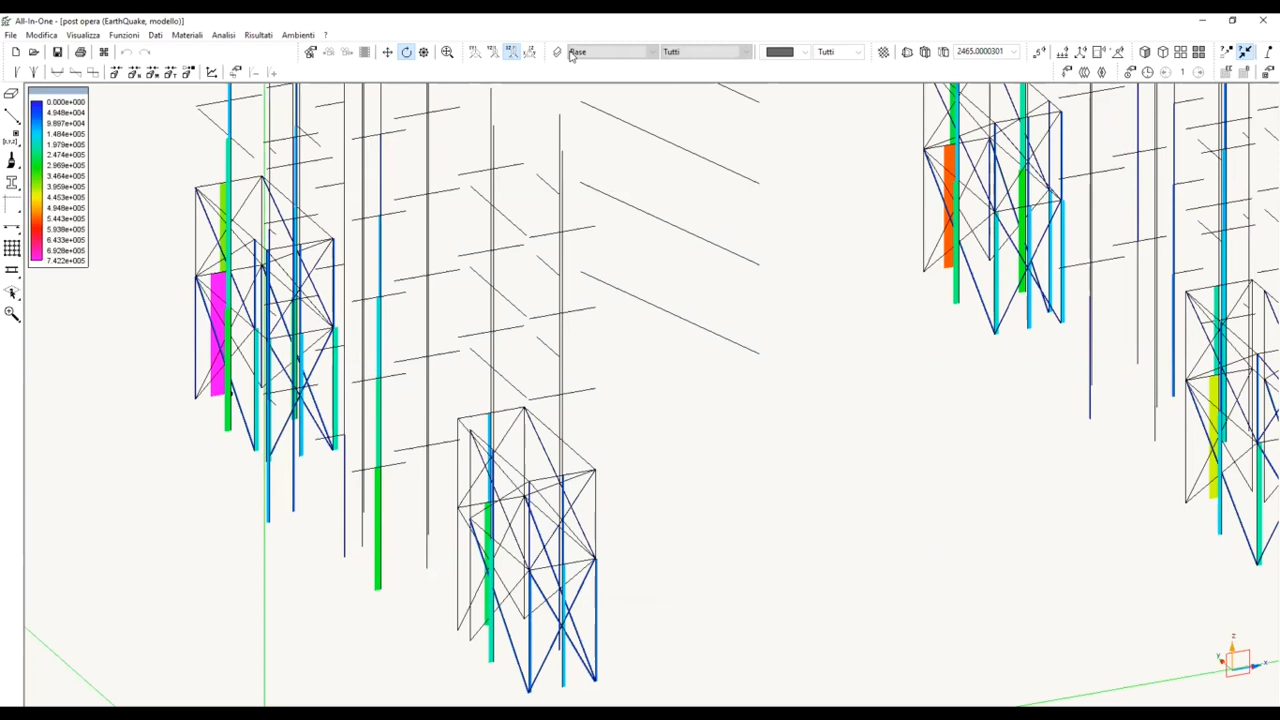 All-In-One - [post opera (EarthQuake, modello)]
File Modifica Visualizza Funzioni Dati Materiali Analisi Risultati Ambienti ?
Base Tutti Tutti 2465.0000301
0.000e+000
4.948e+004
9.897e+004
1.484e+005
1.979e+005
2.474e+005
2.969e+005
3.464e+005
3.959e+005
4.453e+005
4.948e+005
5.443e+005
5.938e+005
6.433e+005
6.928e+005
7.422e+005
1
z
Y
x